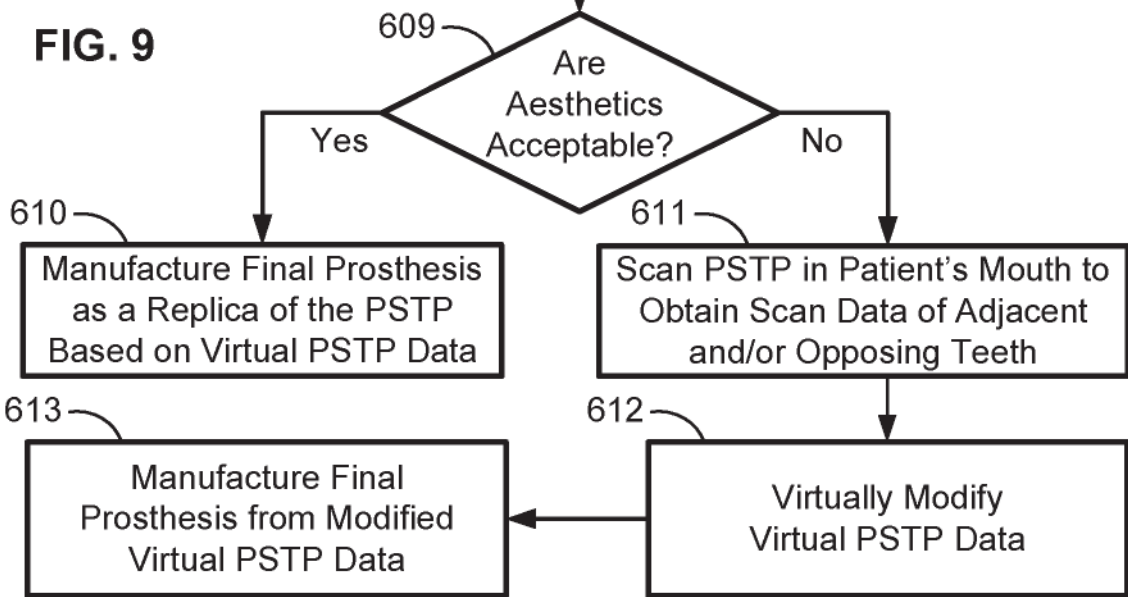 FIG. 9
609
Are
Aesthetics
Acceptable?
Yes
No
610
Manufacture Final Prosthesis
as a Replica of the PSTP
Based on Virtual PSTP Data
611
Scan PSTP in Patient's Mouth to
Obtain Scan Data of Adjacent
and/or Opposing Teeth
612
Virtually Modify
Virtual PSTP Data
613
Manufacture Final
Prosthesis from Modified
Virtual PSTP Data